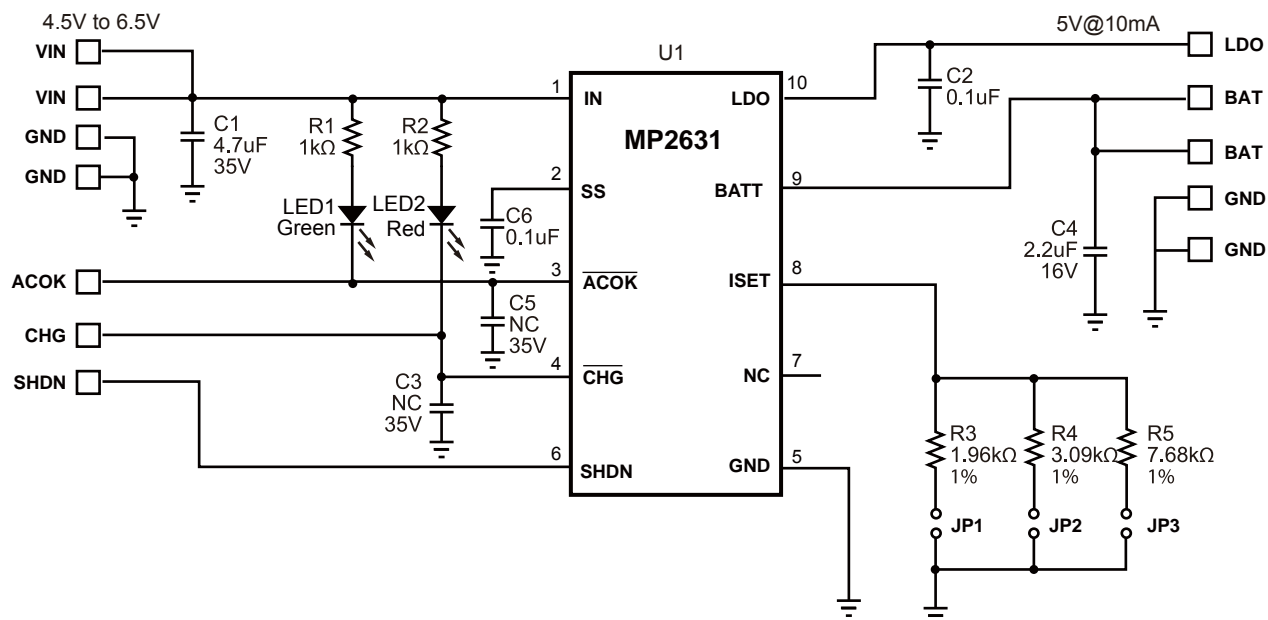 4.5V to 6.5V
VIN
VIN
GND
GND
C1
4.7uF
35V
R1
1kΩ
R2
1kΩ
LED1
Green
LED2
Red
C6
0.1uF
ACOK
CHG
SHDN
C5
NC
35V
C3
NC
35V
U1
MP2631
1
IN
2
SS
3
ACOK
4
CHG
6
SHDN
10
LDO
9
BATT
8
ISET
7
NC
5
GND
5V@10mA
C2
0.1uF
LDO
BAT
BAT
GND
GND
C4
2.2uF
16V
R3
1.96kΩ
1%
R4
3.09kΩ
1%
R5
7.68kΩ
1%
JP1
JP2
JP3